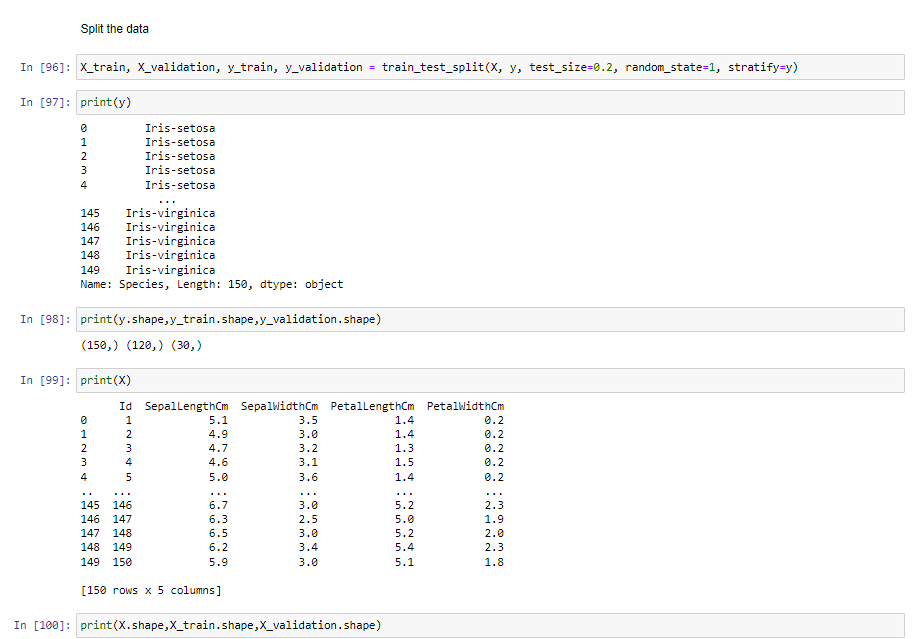 Split the data
In [96]: X_train, X_validation, y_train, y_validation = train_test_split(X, y, test_size=0.2, random_state=1, stratify=y)
In [97]: print(y)
0         Iris-setosa
1         Iris-setosa
2         Iris-setosa
3         Iris-setosa
4         Iris-setosa
            ...
145    Iris-virginica
146    Iris-virginica
147    Iris-virginica
148    Iris-virginica
149    Iris-virginica
Name: Species, Length: 150, dtype: object
In [98]: print(y.shape,y_train.shape,y_validation.shape)
(150,) (120,) (30,)
In [99]: print(X)
      Id  SepalLengthCm  SepalWidthCm  PetalLengthCm  PetalWidthCm
0      1            5.1           3.5            1.4           0.2
1      2            4.9           3.0            1.4           0.2
2      3            4.7           3.2            1.3           0.2
3      4            4.6           3.1            1.5           0.2
4      5            5.0           3.6            1.4           0.2
..   ...            ...           ...            ...           ...
145  146            6.7           3.0            5.2           2.3
146  147            6.3           2.5            5.0           1.9
147  148            6.5           3.0            5.2           2.0
148  149            6.2           3.4            5.4           2.3
149  150            5.9           3.0            5.1           1.8
[150 rows x 5 columns]
In [100]: print(X.shape,X_train.shape,X_validation.shape)